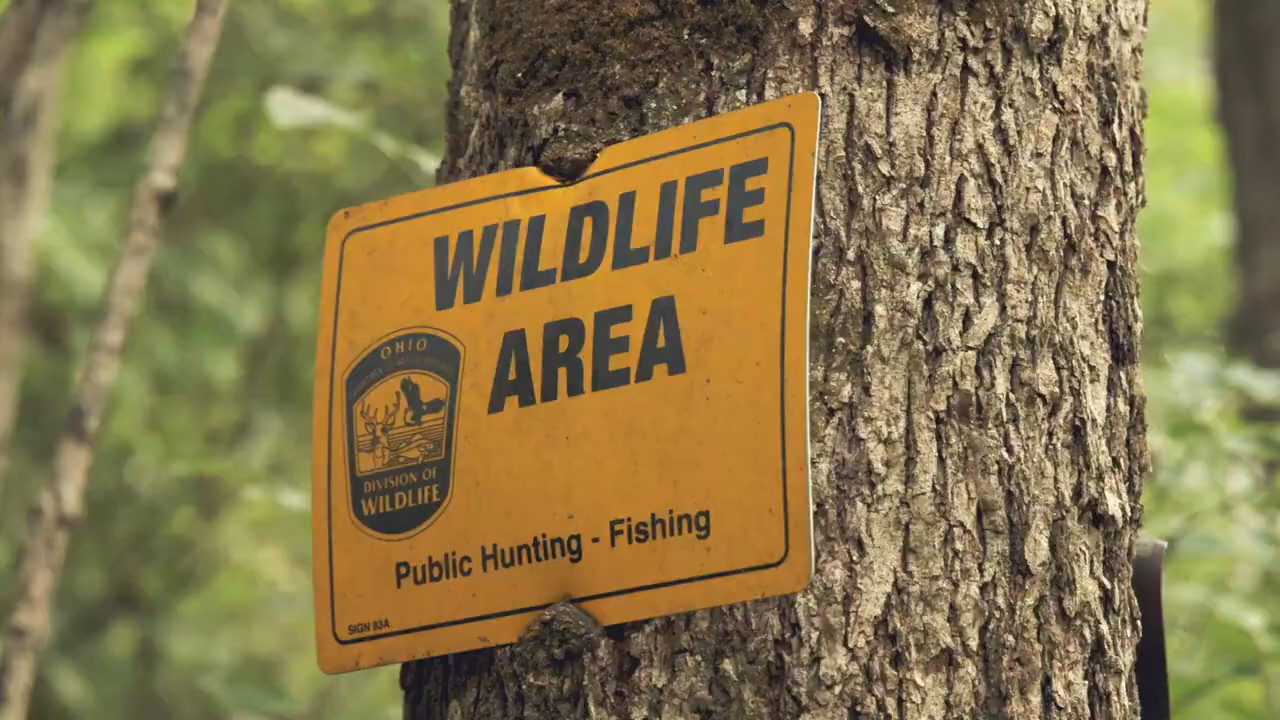 WILDLIFE
AREA
OHIO
DIVISION OF
WILDLIFE
Public Hunting - Fishing
SIGN 83A